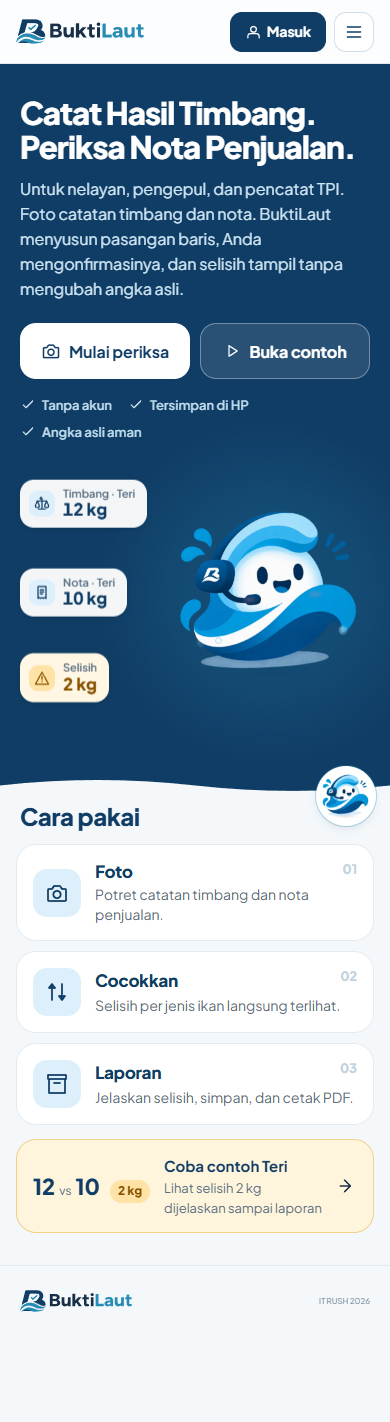 BuktiLaut
Masuk
Catat Hasil Timbang.
Periksa Nota Penjualan.
Untuk nelayan, pengepul, dan pencatat TPI.
Foto catatan timbang dan nota. BuktiLaut
menyusun pasangan baris, Anda
mengonfirmasinya, dan selisih tampil tanpa
mengubah angka asli.
Mulai periksa
Buka contoh
Tanpa akun
Tersimpan di HP
Angka asli aman
Timbang · Teri
12 kg
Nota · Teri
10 kg
Selisih
2 kg
Cara pakai
Foto
01
Potret catatan timbang dan nota
penjualan.
Cocokkan
02
Selisih per jenis ikan langsung terlihat.
Laporan
03
Jelaskan selisih, simpan, dan cetak PDF.
12 vs 10
2 kg
Coba contoh Teri
Lihat selisih 2 kg
dijelaskan sampai laporan
BuktiLaut
ITRUSH 2026